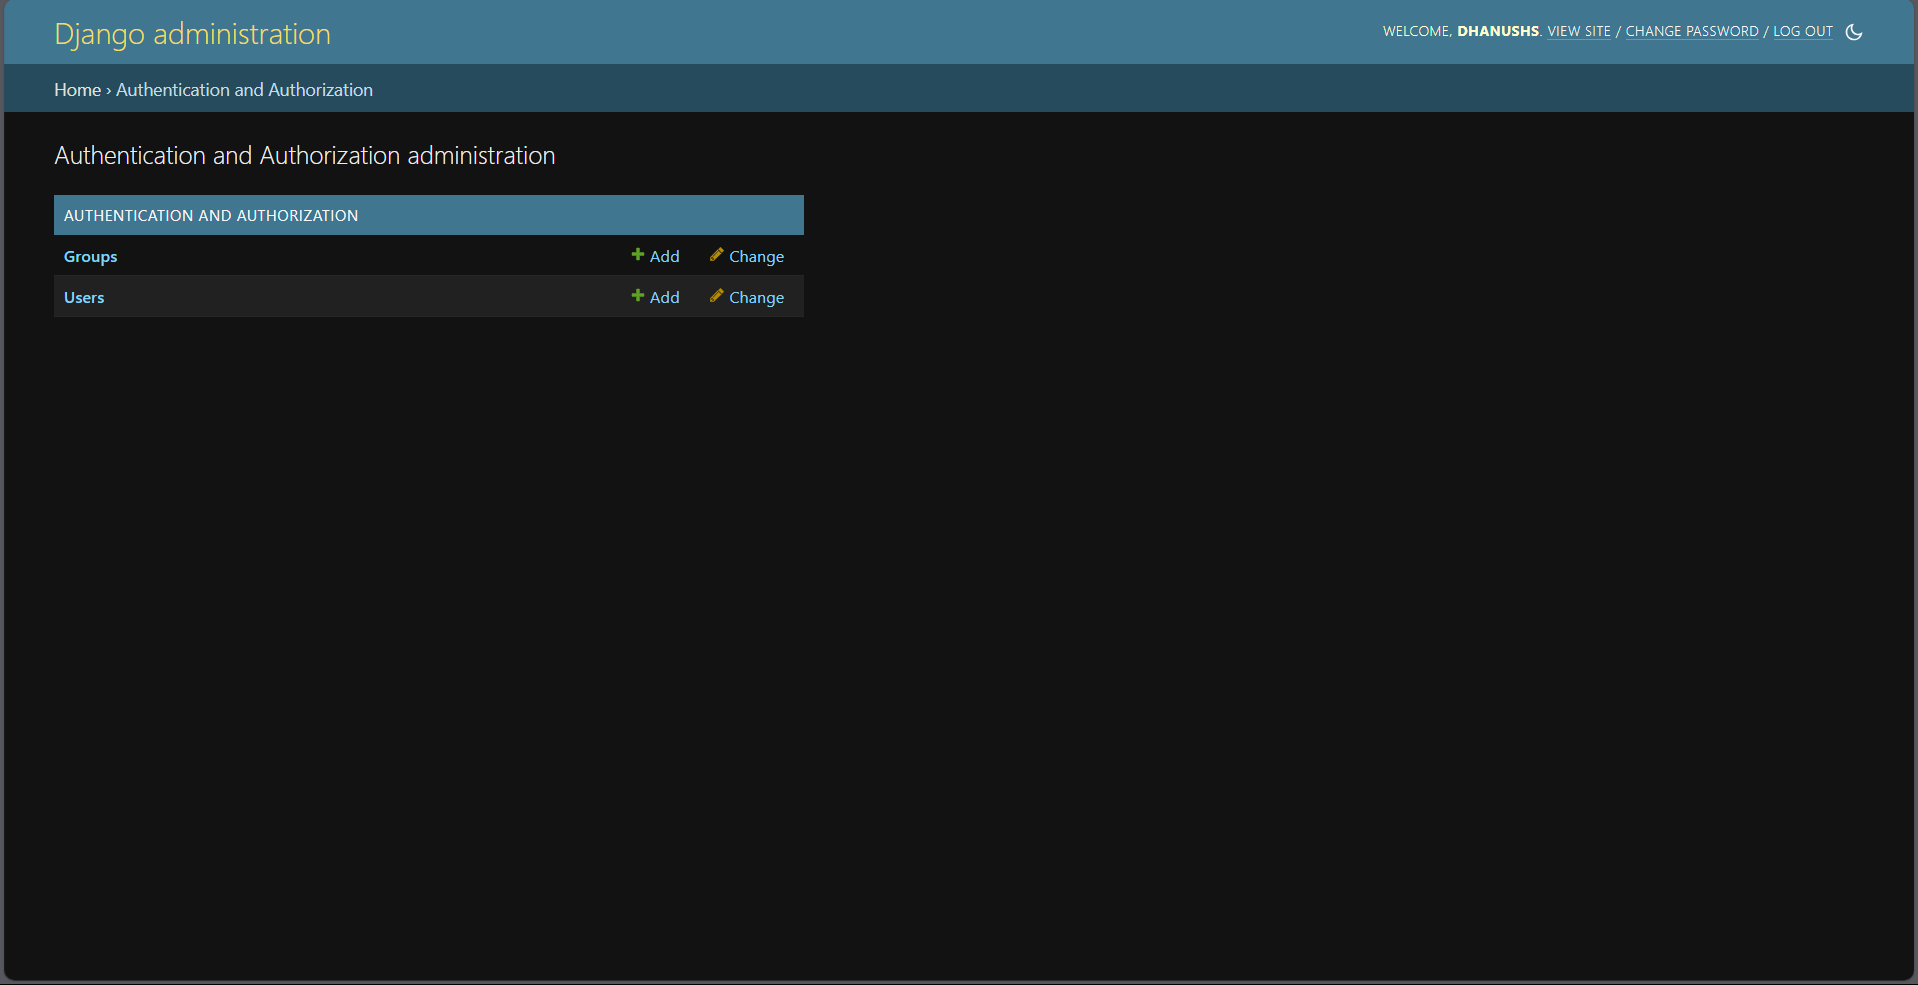 Django administration
WELCOME, DHANUSHS. VIEW SITE / CHANGE PASSWORD / LOG OUT
Home › Authentication and Authorization
Authentication and Authorization administration
AUTHENTICATION AND AUTHORIZATION
Groups Add Change
Users Add Change